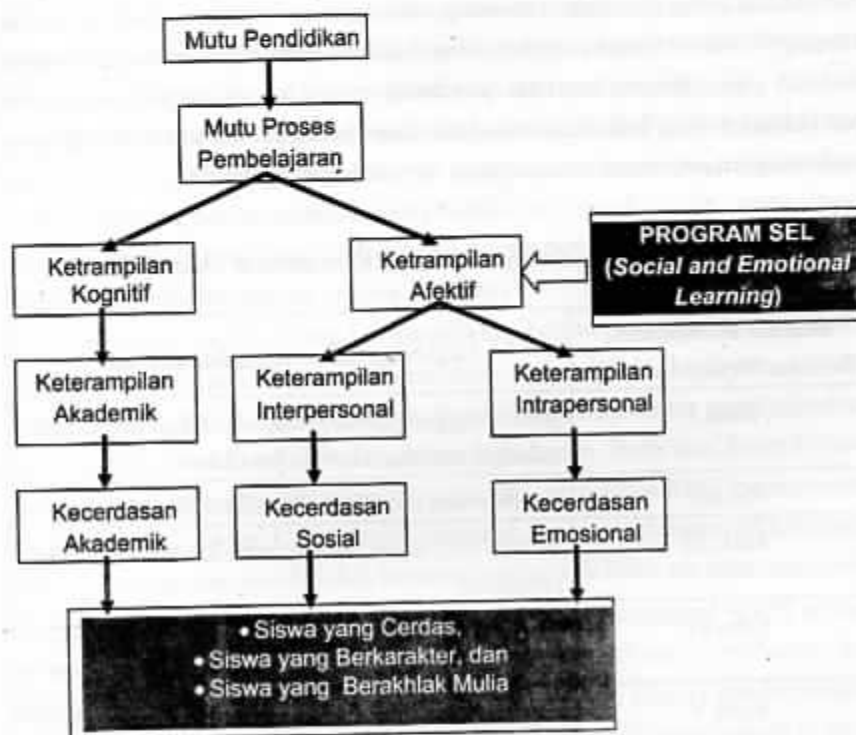 Mutu Pendidikan
Mutu Proses
Pembelajaran
Ketrampilan
Kognitif
Ketrampilan
Afektif
PROGRAM SEL
(Social and Emotional
Learning)
Keterampilan
Akademik
Keterampilan
Interpersonal
Keterampilan
Intrapersonal
Kecerdasan
Akademik
Kecerdasan
Sosial
Kecerdasan
Emosional
• Siswa yang Cerdas,
• Siswa yang Berkarakter, dan
• Siswa yang Berakhlak Mulia